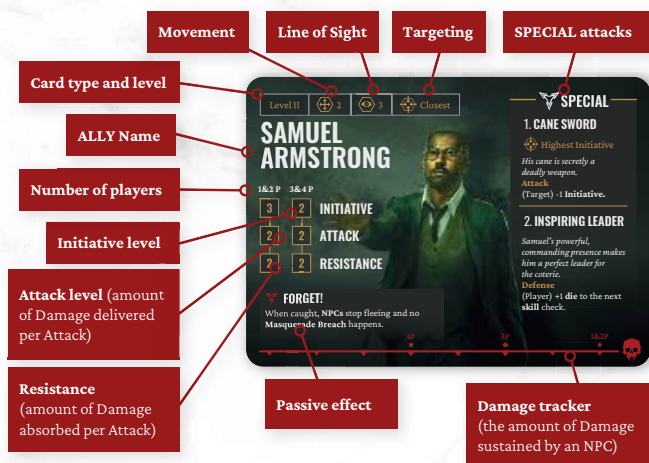 Movement
Line of Sight
Targeting
SPECIAL attacks
Card type and level
ALLY Name
Number of players
Initiative level
Attack level (amount
of Damage delivered
per Attack)
Resistance
(amount of Damage
absorbed per Attack)
Level II
2
3
Closest
SAMUEL
ARMSTRONG
1&2 P
3&4 P
3
2
INITIATIVE
2
2
ATTACK
2
2
RESISTANCE
FORGET!
When caught, NPCs stop fleeing and no
Masquerade Breach happens.
SPECIAL
1. CANE SWORD
Highest Initiative
His cane is secretly a
deadly weapon.
Attack
(Target) -1 Initiative.
2. INSPIRING LEADER
Samuel's powerful,
commanding presence makes
him a perfect leader for
the coterie.
Defense
(Player) +1 die to the next
skill check.
4P
3P
1&2P
Passive effect
Damage tracker
(the amount of Damage
sustained by an NPC)